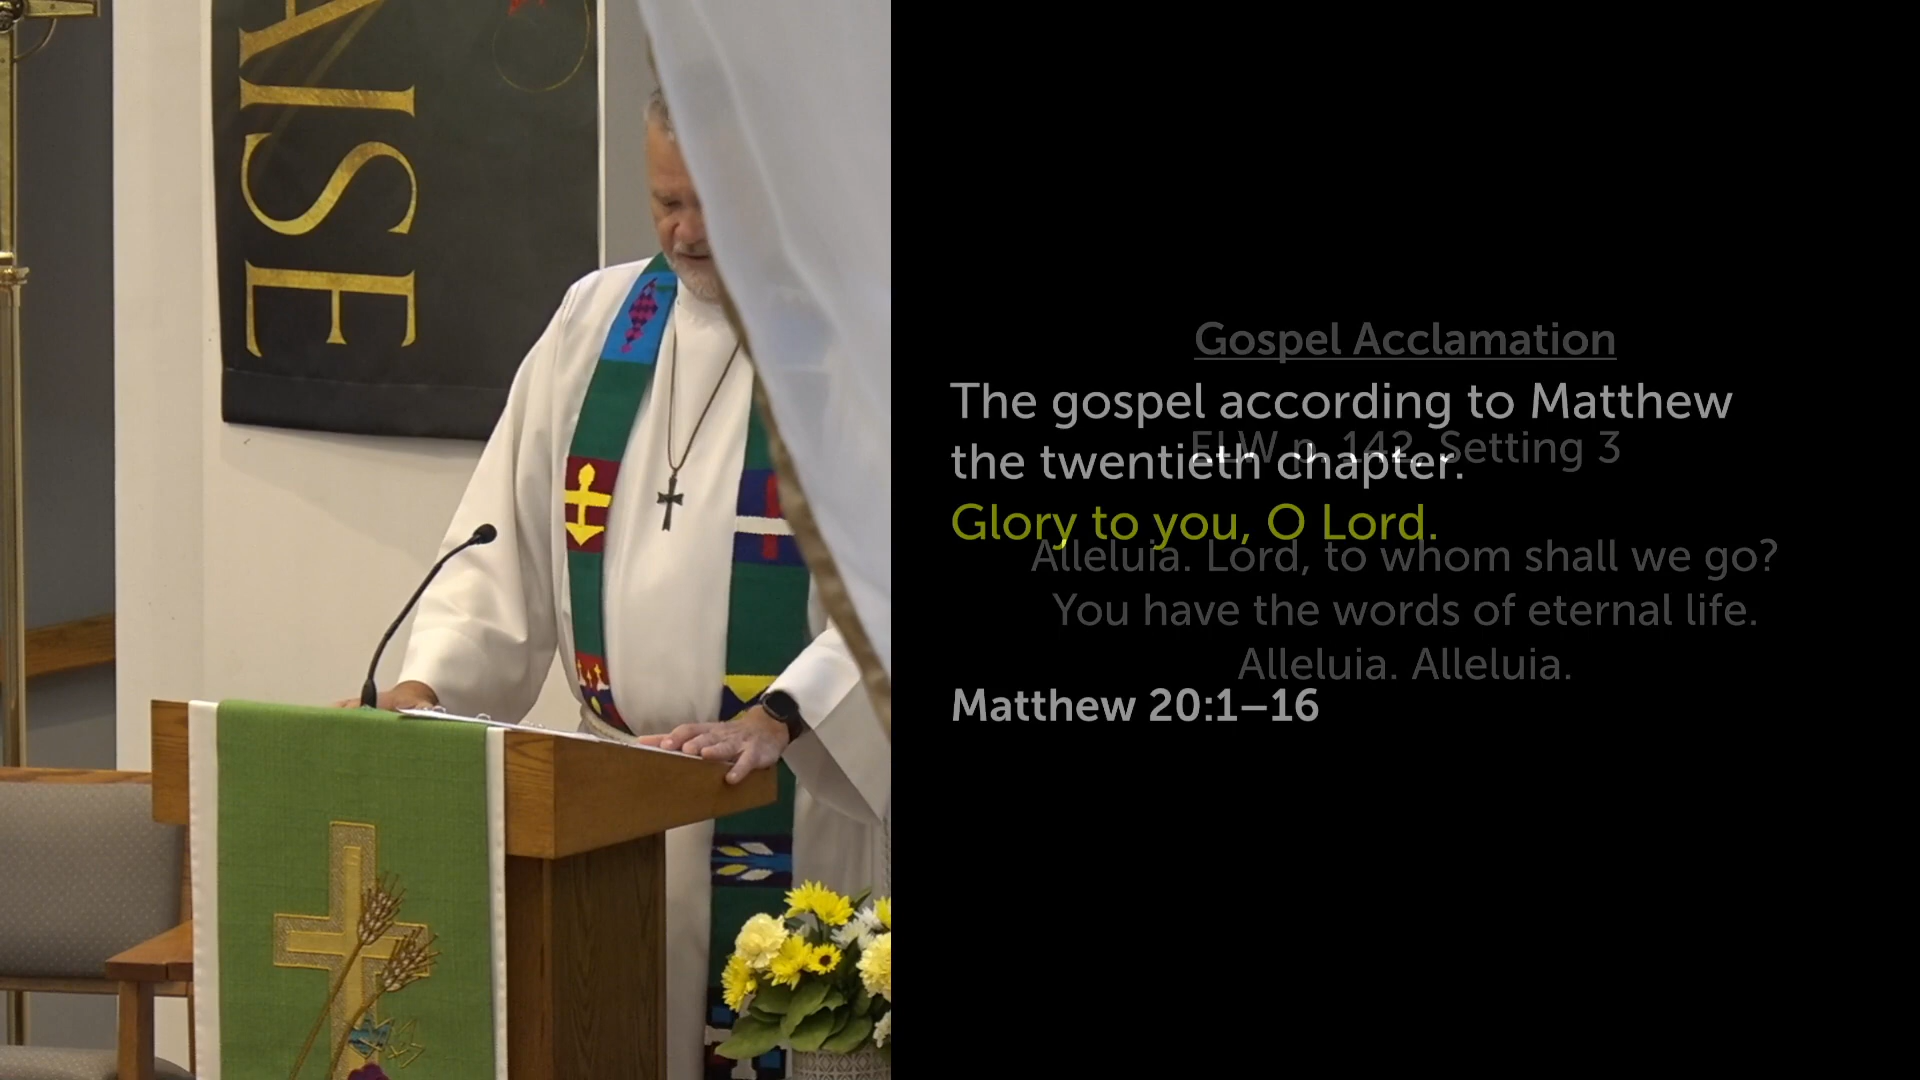 AISE
Gospel Acclamation
The gospel according to Matthew
ELW p. 142, Setting 3
the twentieth chapter.
Glory to you, O Lord.
Alleluia. Lord, to whom shall we go?
You have the words of eternal life.
Alleluia. Alleluia.
Matthew 20:1–16